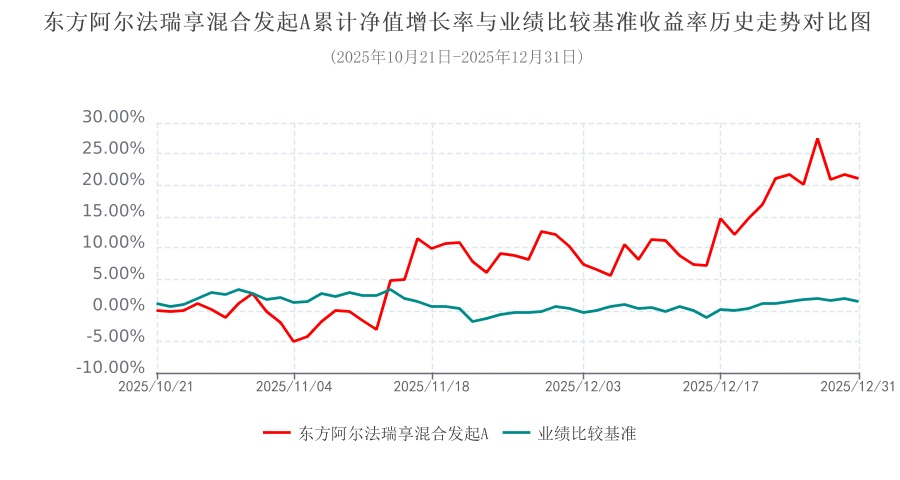 东方阿尔法瑞享混合发起A累计净值增长率与业绩比较基准收益率历史走势对比图
(2025年10月21日-2025年12月31日)
30.00%
25.00%
20.00%
15.00%
10.00%
5.00%
0.00%
-5.00%
-10.00%
2025/10/21 2025/11/04 2025/11/18 2025/12/03 2025/12/17 2025/12/31
东方阿尔法瑞享混合发起A 业绩比较基准